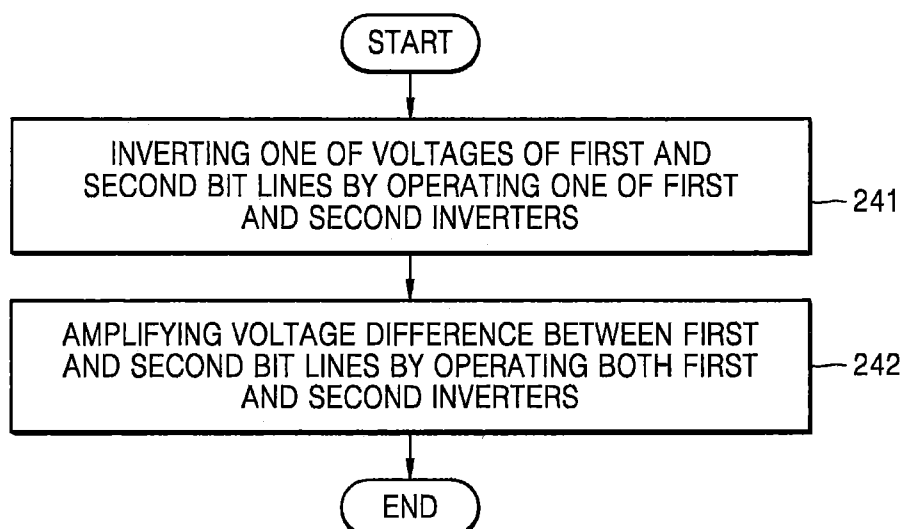 START
INVERTING ONE OF VOLTAGES OF FIRST AND
SECOND BIT LINES BY OPERATING ONE OF FIRST
AND SECOND INVERTERS
241
AMPLIFYING VOLTAGE DIFFERENCE BETWEEN FIRST
AND SECOND BIT LINES BY OPERATING BOTH FIRST
AND SECOND INVERTERS
242
END